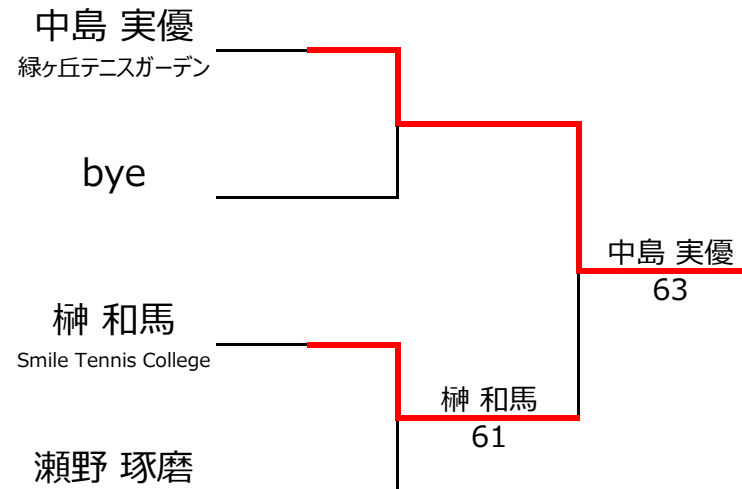 中島 実優
緑ヶ丘テニスガーデン
bye
中島 実優
63
榊 和馬
Smile Tennis College
榊 和馬
61
瀬野 琢磨